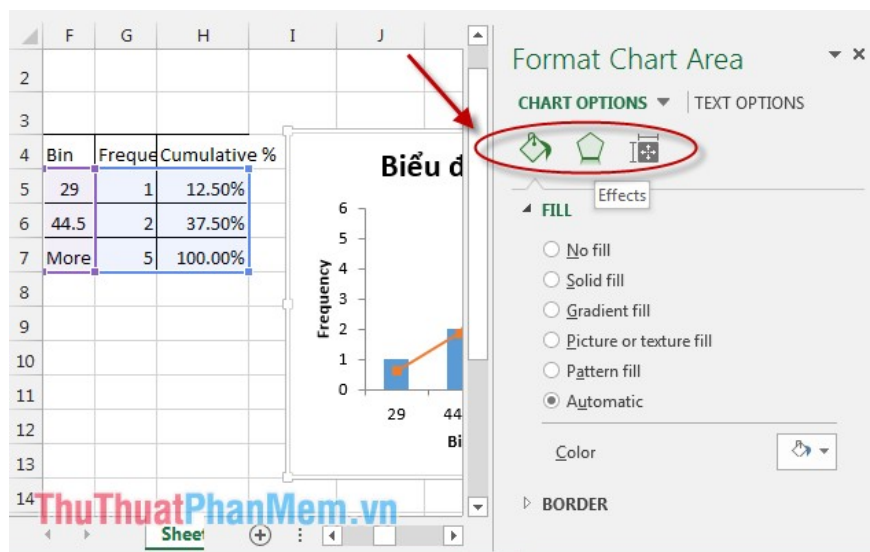 F G H I J
2
3
4 Bin Freque Cumulative %
5 29 1 12.50%
6 44.5 2 37.50%
7 More 5 100.00%
8
9
10
11
12
13
14
Biểu đ
6
5
4
3
2
1
0
Frequency
29 44
Bi
ThuThuatPhanMem.vn
Sheet
Format Chart Area
CHART OPTIONS TEXT OPTIONS
Effects
FILL
No fill
Solid fill
Gradient fill
Picture or texture fill
Pattern fill
Automatic
Color
BORDER